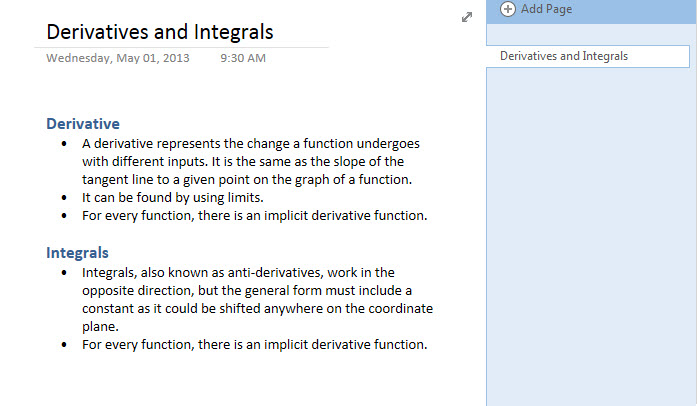 Derivatives and Integrals
Wednesday, May 01, 2013 9:30 AM
Derivative
• A derivative represents the change a function undergoes
with different inputs. It is the same as the slope of the
tangent line to a given point on the graph of a function.
• It can be found by using limits.
• For every function, there is an implicit derivative function.
Integrals
• Integrals, also known as anti-derivatives, work in the
opposite direction, but the general form must include a
constant as it could be shifted anywhere on the coordinate
plane.
• For every function, there is an implicit derivative function.
Add Page
Derivatives and Integrals